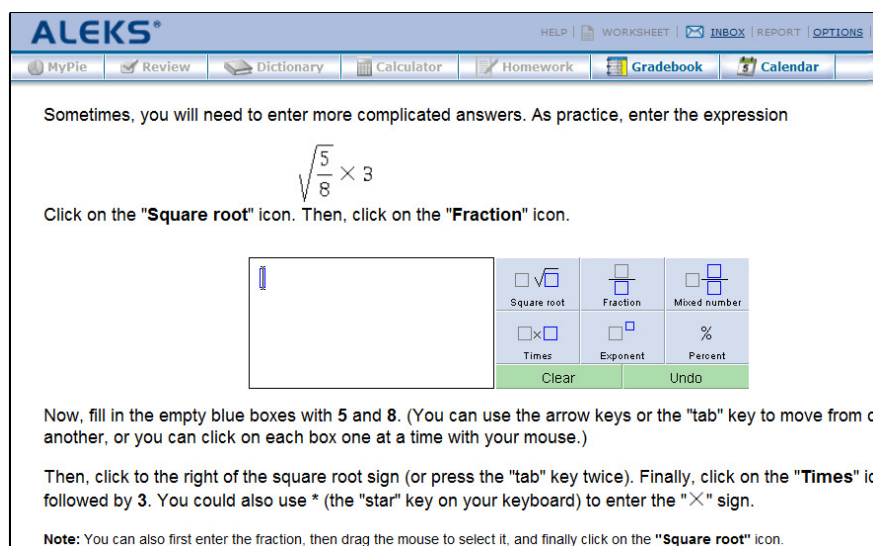 ALEKS®
HELP | WORKSHEET | INBOX | REPORT | OPTIONS |
MyPie Review Dictionary Calculator Homework Gradebook 5 Calendar
Sometimes, you will need to enter more complicated answers. As practice, enter the expression
√(5/8) × 3
Click on the "Square root" icon. Then, click on the "Fraction" icon.
√ ×
Square root Fraction Mixed number
× %
Times Exponent Percent
Clear Undo
Now, fill in the empty blue boxes with 5 and 8. (You can use the arrow keys or the "tab" key to move from
another, or you can click on each box one at a time with your mouse.)
Then, click to the right of the square root sign (or press the "tab" key twice). Finally, click on the "Times"
followed by 3. You could also use * (the "star" key on your keyboard) to enter the "×" sign.
Note: You can also first enter the fraction, then drag the mouse to select it, and finally click on the "Square root" icon.